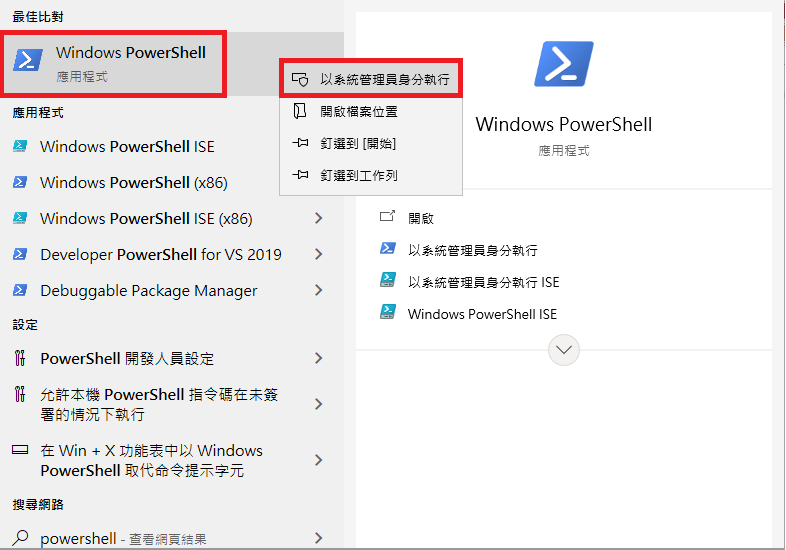 最佳比對
Windows PowerShell
應用程式
應用程式
Windows PowerShell ISE
Windows PowerShell (x86)
Windows PowerShell ISE (x86)
Developer PowerShell for VS 2019
Debuggable Package Manager
設定
PowerShell 開發人員設定
允許本機 PowerShell 指令碼在未簽
署的情況下執行
在 Win + X 功能表中以 Windows
PowerShell 取代命令提示字元
搜尋網路
powershell - 查看網頁結果
以系統管理員身分執行
開啟檔案位置
釘選到 [開始]
釘選到工作列
Windows PowerShell
應用程式
開啟
以系統管理員身分執行
以系統管理員身分執行 ISE
Windows PowerShell ISE